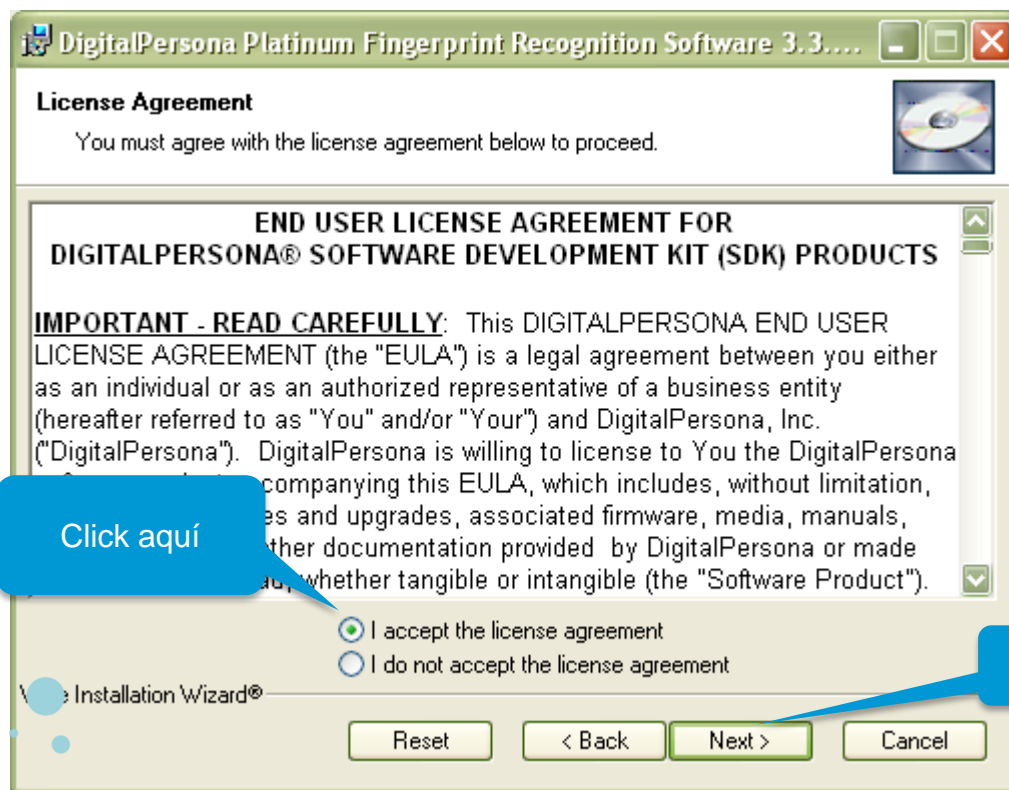 DigitalPersona Platinum Fingerprint Recognition Software 3.3....
License Agreement
You must agree with the license agreement below to proceed.
END USER LICENSE AGREEMENT FOR
DIGITALPERSONA® SOFTWARE DEVELOPMENT KIT (SDK) PRODUCTS
IMPORTANT - READ CAREFULLY: This DIGITALPERSONA END USER
LICENSE AGREEMENT (the "EULA") is a legal agreement between you either
as an individual or as an authorized representative of a business entity
(hereafter referred to as "You" and/or "Your") and DigitalPersona, Inc.
("DigitalPersona"). DigitalPersona is willing to license to You the DigitalPersona
companying this EULA, which includes, without limitation,
es and upgrades, associated firmware, media, manuals,
Click aquí
ther documentation provided by DigitalPersona or made
whether tangible or intangible (the "Software Product").
I accept the license agreement
I do not accept the license agreement
Installation Wizard®
Reset
< Back
Next >
Cancel